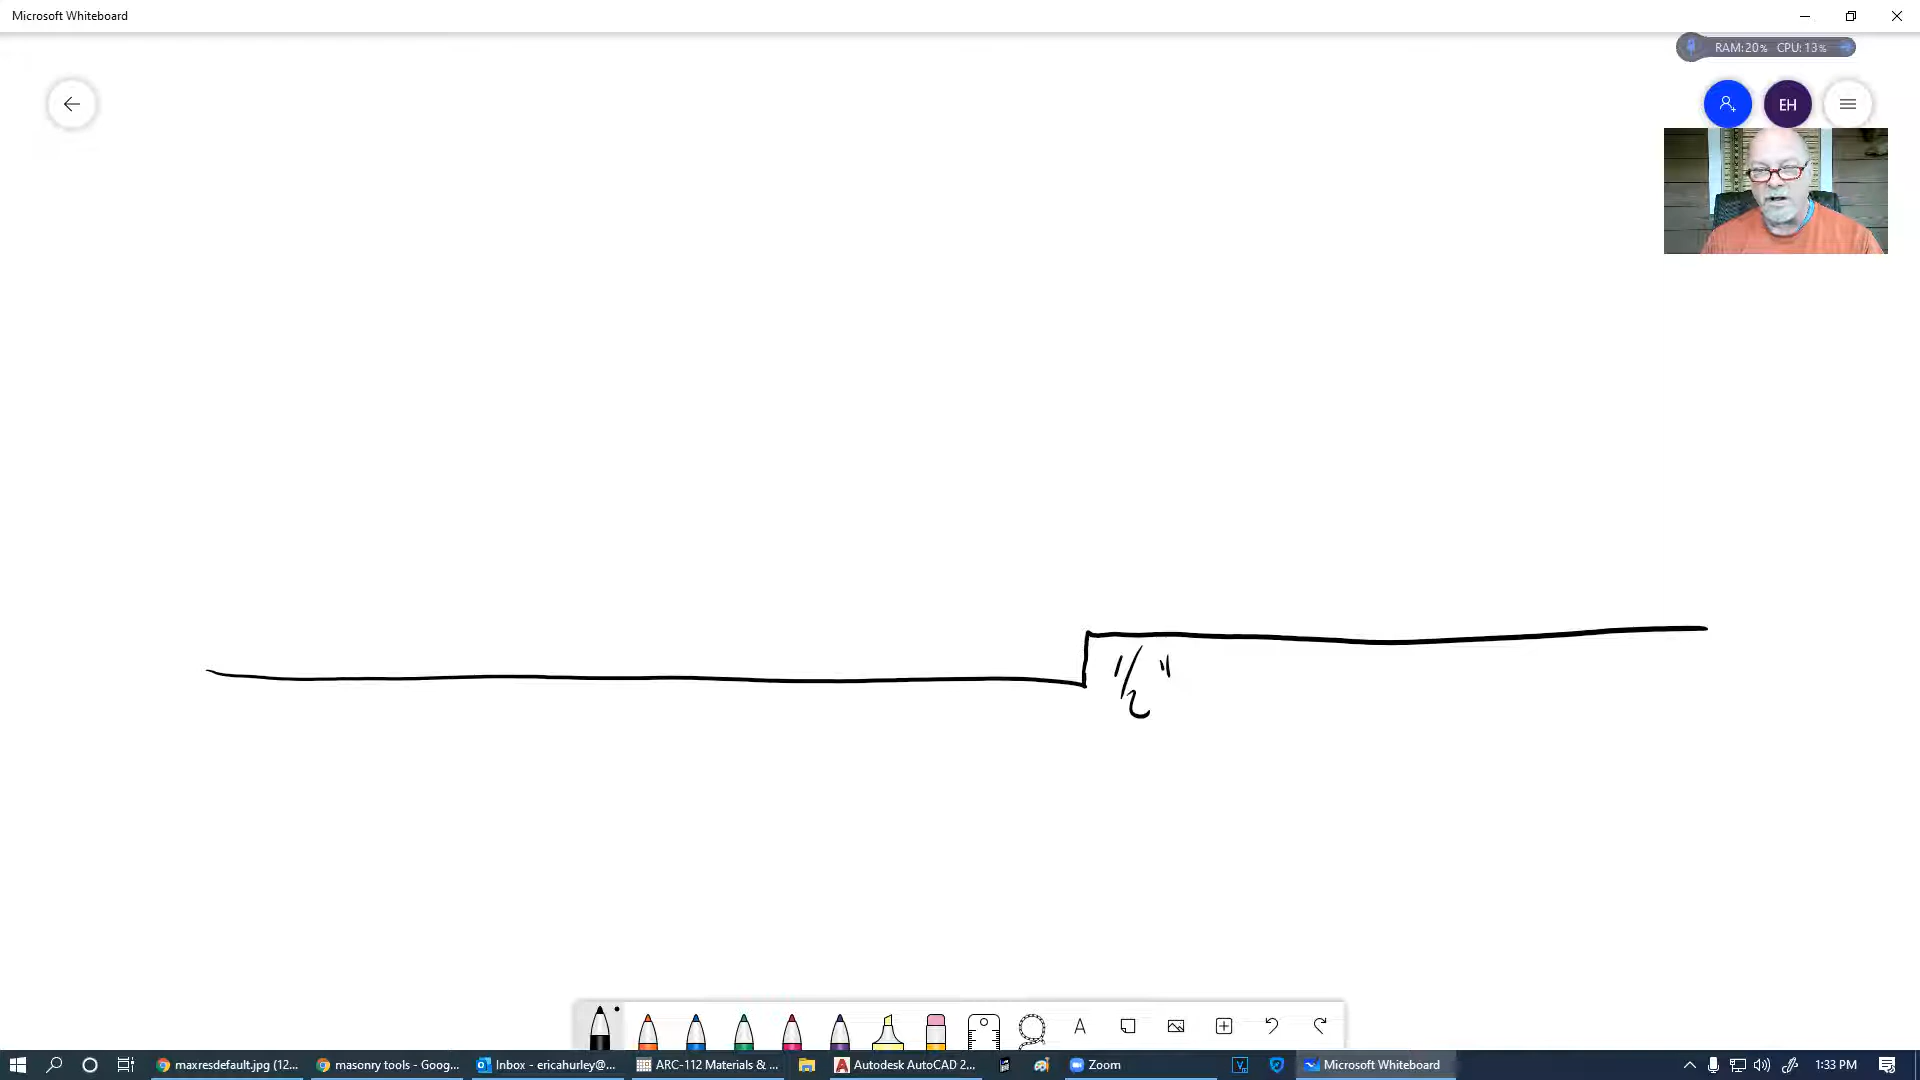 Microsoft Whiteboard
RAM:20% CPU:13%
EH
1/2"
A
maxresdefault.jpg (12...
masonry tools - Goog...
Inbox - ericahurley@...
ARC-112 Materials & ...
Autodesk AutoCAD 2...
Zoom
Microsoft Whiteboard
1:33 PM